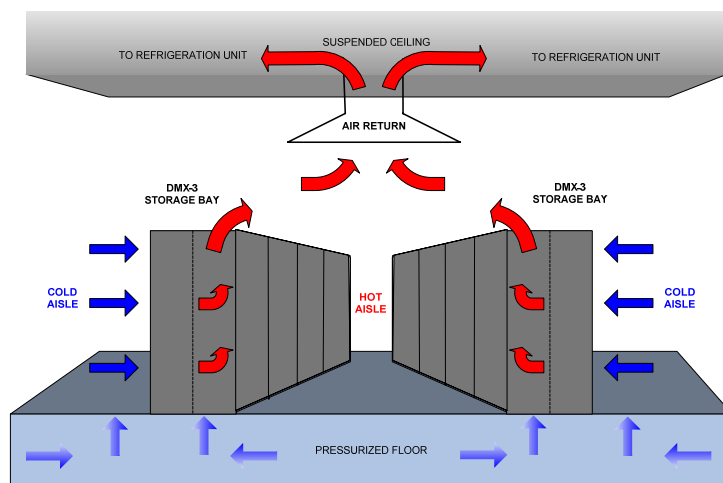 SUSPENDED CEILING
TO REFRIGERATION UNIT
TO REFRIGERATION UNIT
AIR RETURN
DMX-3
STORAGE BAY
DMX-3
STORAGE BAY
COLD
AISLE
HOT
AISLE
COLD
AISLE
PRESSURIZED FLOOR